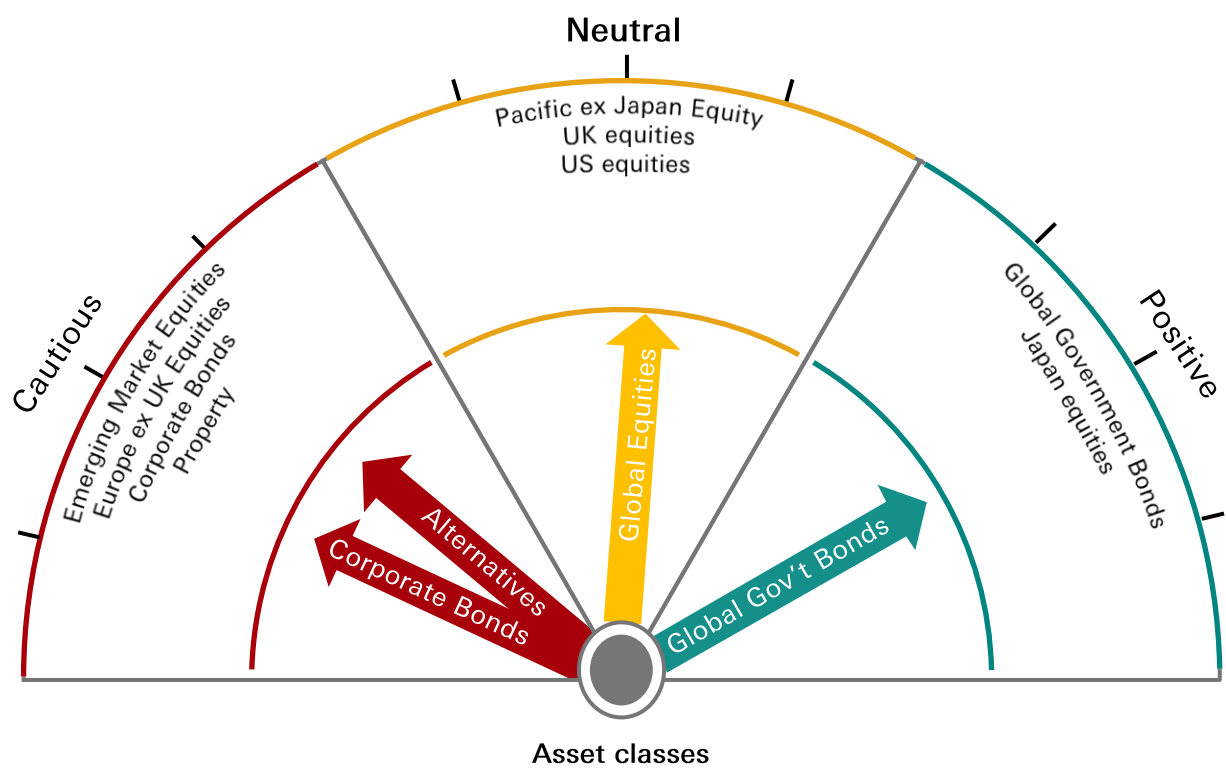 Neutral
Pacific ex Japan Equity
UK equities
US equities
Cautious
Emerging Market Equities
Europe ex UK Equities
Corporate Bonds
Property
Positive
Global Government Bonds
Japan equities
Alternatives
Corporate Bonds
Global Equities
Global Gov't Bonds
Asset classes